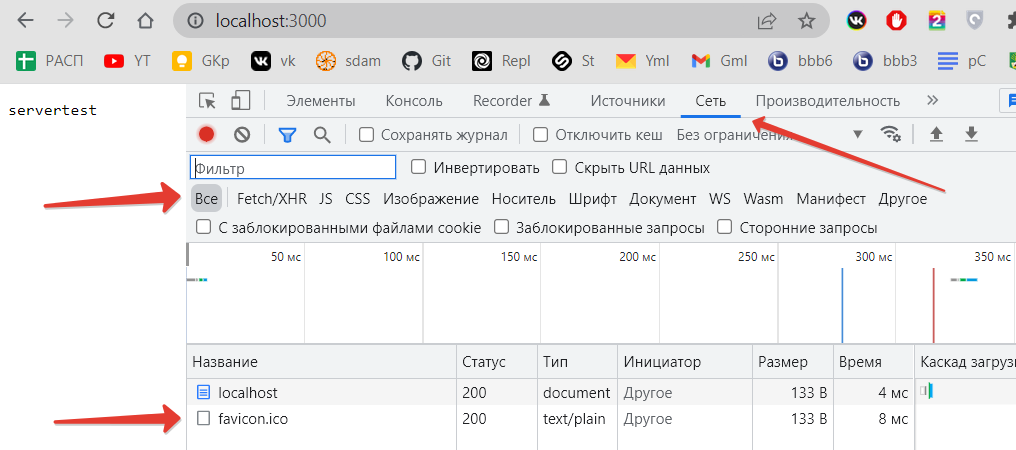 localhost:3000
РАСП YT GKp vk sdam Git Repl St Yml Gml bbb6 bbb3 pC
servertest
Элементы Консоль Recorder Источники Сеть Производительность
Сохранять журнал Отключить кеш Без ограничения
Фильтр Инвертировать Скрыть URL данных
Все Fetch/XHR JS CSS Изображение Носитель Шрифт Документ WS Wasm Манифест Другое
С заблокированными файлами cookie Заблокированные запросы Сторонние запросы
50 мс 100 мс 150 мс 200 мс 250 мс 300 мс 350 мс
Название Статус Тип Инициатор Размер Время Каскад загрузи
localhost 200 document Другое 133 B 4 мс
favicon.ico 200 text/plain Другое 133 B 8 мс